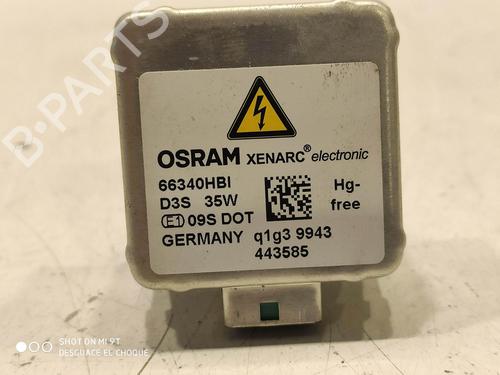 B-PARTS
OSRAM XENARC® electronic
66340HBI
D3S 35W
Hg-
free
E1 09S DOT
GERMANY q1g3 9943
443585
SHOT ON MI 9T
DESGUACE EL CHOQUE